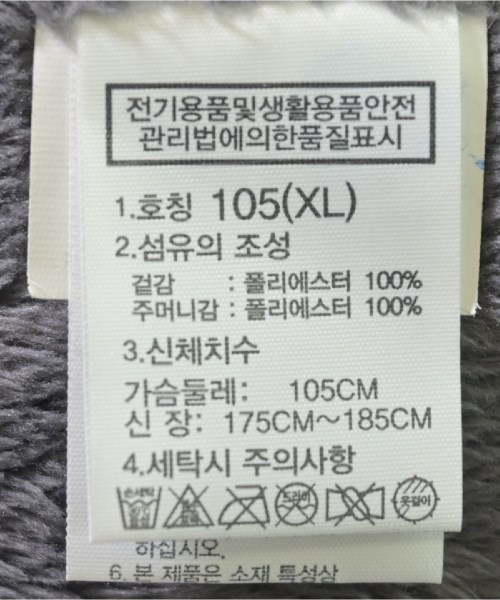 전기용품및생활용품안전
관리법에의한품질표시
1.호칭 105(XL)
2.섬유의 조성
겉감 : 폴리에스터 100%
주머니감 : 폴리에스터 100%
3.신체치수
가슴둘레: 105CM
신 장: 175CM~185CM
4.세탁시 주의사항
손세탁 드라이 옷걸이
하십시오.
6. 본 제품은 소재 특성상